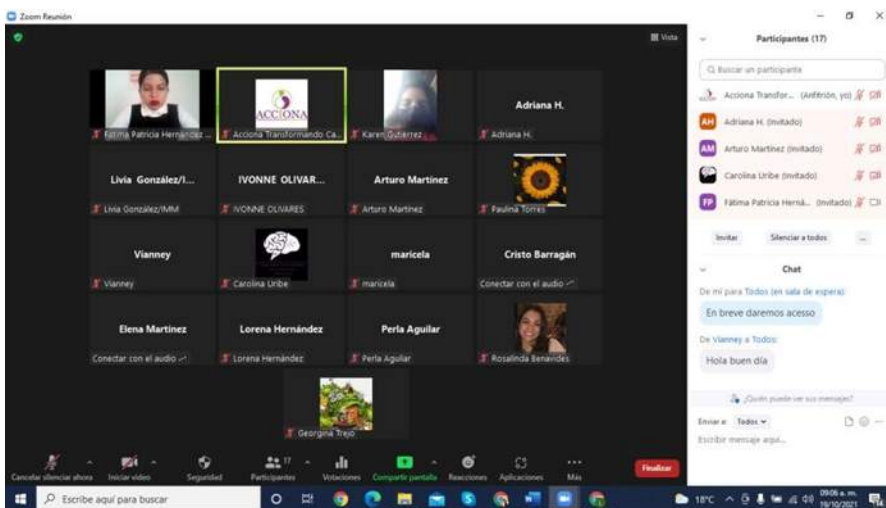 Zoom Reunión
Vista
Fátima Patricia Hernández ...
ACCIONA
Acciona Transformando Ca...
Karen Gutierrez
Adriana H.
Adriana H.
Livia González/I...
Livia González/IMM
IVONNE OLIVAR...
IVONNE OLIVARES
Arturo Martínez
Arturo Martínez
Paulina Torres
Vianney
Vianney
Carolina Uribe
maricela
maricela
Cristo Barragán
Conectar con el audio
Elena Martínez
Conectar con el audio
Lorena Hernández
Lorena Hernández
Perla Aguilar
Perla Aguilar
Rosalinda Benavides
Georgina Trejo
Cancelar silenciar ahora
Iniciar video
Seguridad
17
Participantes
Votaciones
Compartir pantalla
Reacciones
Aplicaciones
Más
Finalizar
Participantes (17)
Buscar un participante
Acciona Transfor... (Anfitrión, yo)
AH Adriana H. (Invitado)
AM Arturo Martínez (Invitado)
Carolina Uribe (Invitado)
FP Fátima Patricia Herná... (Invitado)
Invitar
Silenciar a todos
...
Chat
De mí para Todos (en sala de espera):
En breve daremos acesso
De Vianney a Todos:
Hola buen día
¿Quién puede ver sus mensajes?
Enviar a: Todos
Escribir mensaje aquí...
Escribe aquí para buscar
18°C
09:05 a. m.
19/10/2021